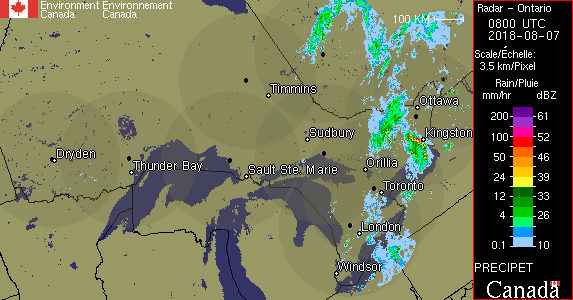 Environment Environnement
Canada Canada
100 KM
Timmins
Ottawa
Sudbury
Kingston
Dryden
Thunder Bay
Sault Ste. Marie
Orillia
Toronto
London
Windsor
Radar - Ontario
0800 UTC
2018-08-07
Scale/Échelle:
3.5 km/Pixel
Rain/Pluie
mm/hr dBZ
200 61
100 52
50 46
24 39
12 33
4 26
0.1 10
PRECIPET
Canada